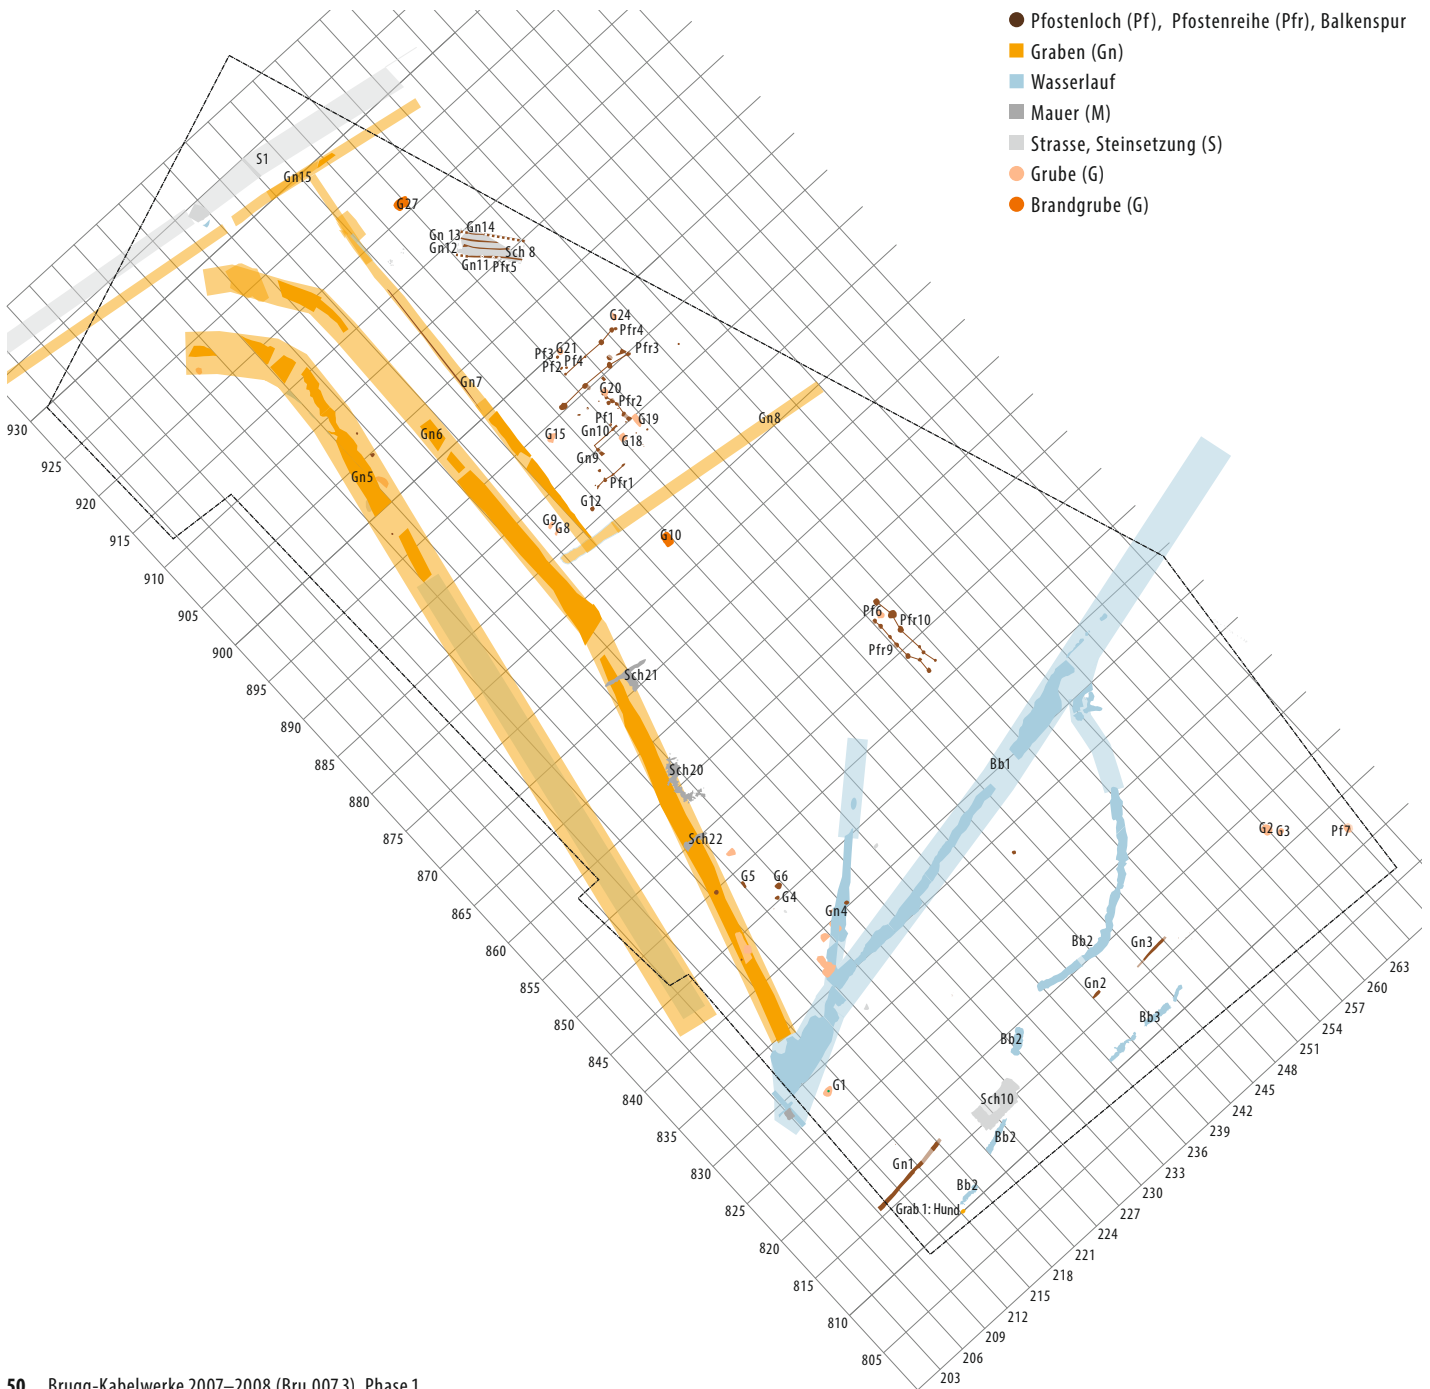 Pfostenloch (Pf), Pfostenreihe (Pfr), Balkenspur
Graben (Gn)
Wasserlauf
Mauer (M)
Strasse, Steinsetzung (S)
Grube (G)
Brandgrube (G)
S1
Gn15
G27
Gn14
Gn 13
Gn12
Sch 8
Gn11 Pfr5
G24
Pfr4
Pfr3
G21
Pf3
Pf4
Pf2
Gn7
G20
Pfr2
Pf1
G19
Gn8
Gn10
G18
G15
Gn6
Gn9
Gn5
Pfr1
G12
G9
G8
G10
Pf6
Pfr10
Pfr9
Sch21
Sch20
Bb1
Sch22
G2 G3
Pf7
G5
G6
G4
Gn4
Bb2
Gn3
Gn2
Bb3
Bb2
G1
Sch10
Bb2
Gn1
Bb2
Grab 1: Hund
930
925
920
915
910
905
900
895
890
885
880
875
870
865
860
855
850
845
840
835
830
825
820
815
810
805
263
260
257
254
251
248
245
242
239
236
233
230
227
224
221
218
215
212
209
206
203
50 Brugg-Kabelwerke 2007–2008 (Bru.007.3), Phase 1